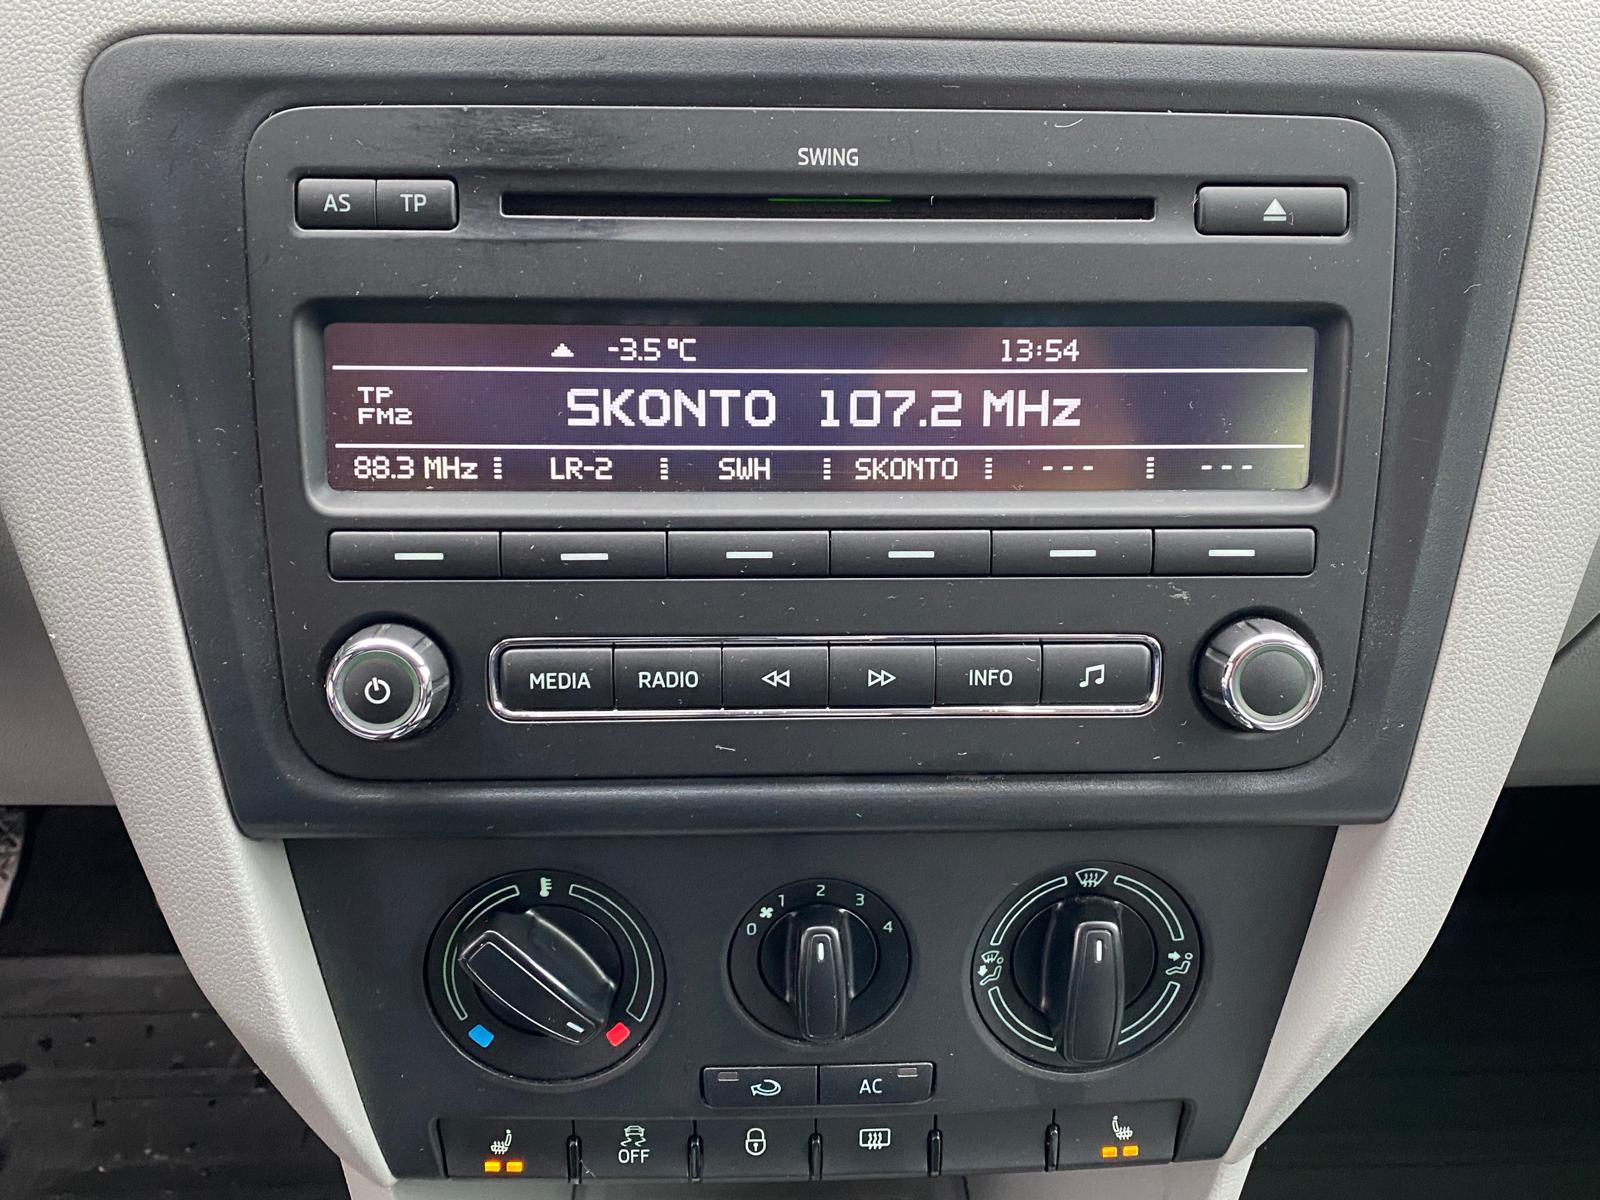 SWING
AS TP
-3.5 °C 13:54
TP
FM2
SKONTO 107.2 MHz
88.3 MHz LR-2 SWH SKONTO --- ---
MEDIA RADIO INFO
0 1 2 3 4
AC
OFF